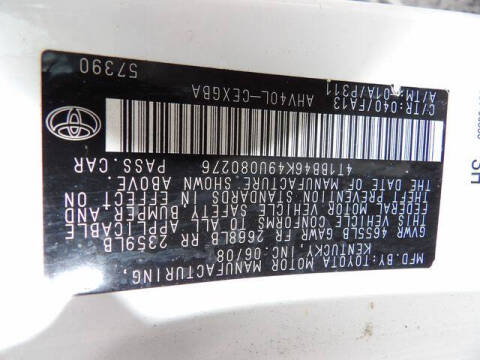 MFD.BY: TOYOTA MOTOR MANUFACTURING,
KENTUCKY, INC. 06/08
GVWR 4655LB GAWR FR 2668LB RR 2359LB
THIS VEHICLE CONFORMS TO ALL APPLICABLE
FEDERAL MOTOR VEHICLE SAFETY, BUMPER, AND
THEFT PREVENTION STANDARDS IN EFFECT ON
THE DATE OF MANUFACTURE SHOWN ABOVE.
4T1BB46K49U080276 PASS.CAR
C/TR:040/FA13 AHV40L-CEXGBA
A/TM:-01A/P311
57390
SH